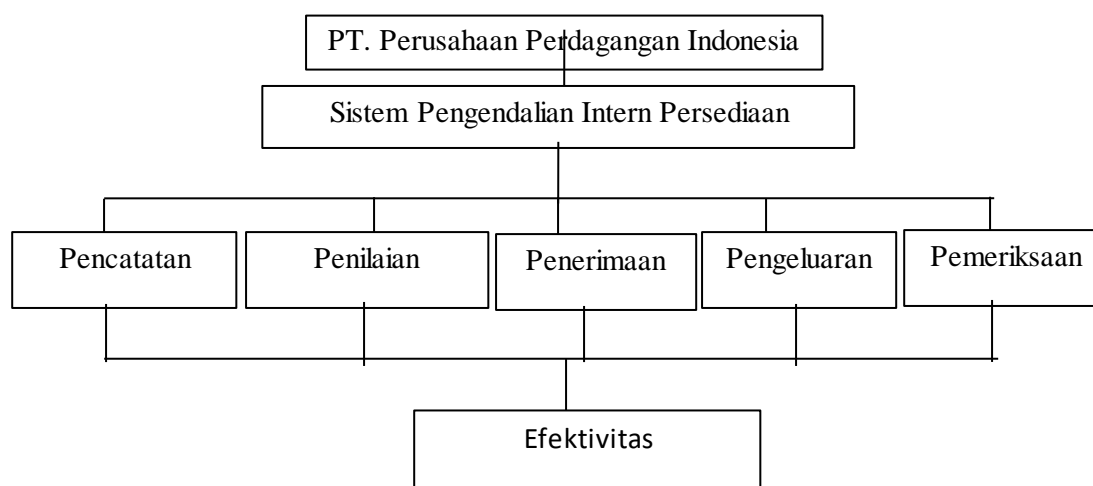 PT. Perusahaan Perdagangan Indonesia
Sistem Pengendalian Intern Persediaan
Pencatatan
Penilaian
Penerimaan
Pengeluaran
Pemeriksaan
Efektivitas